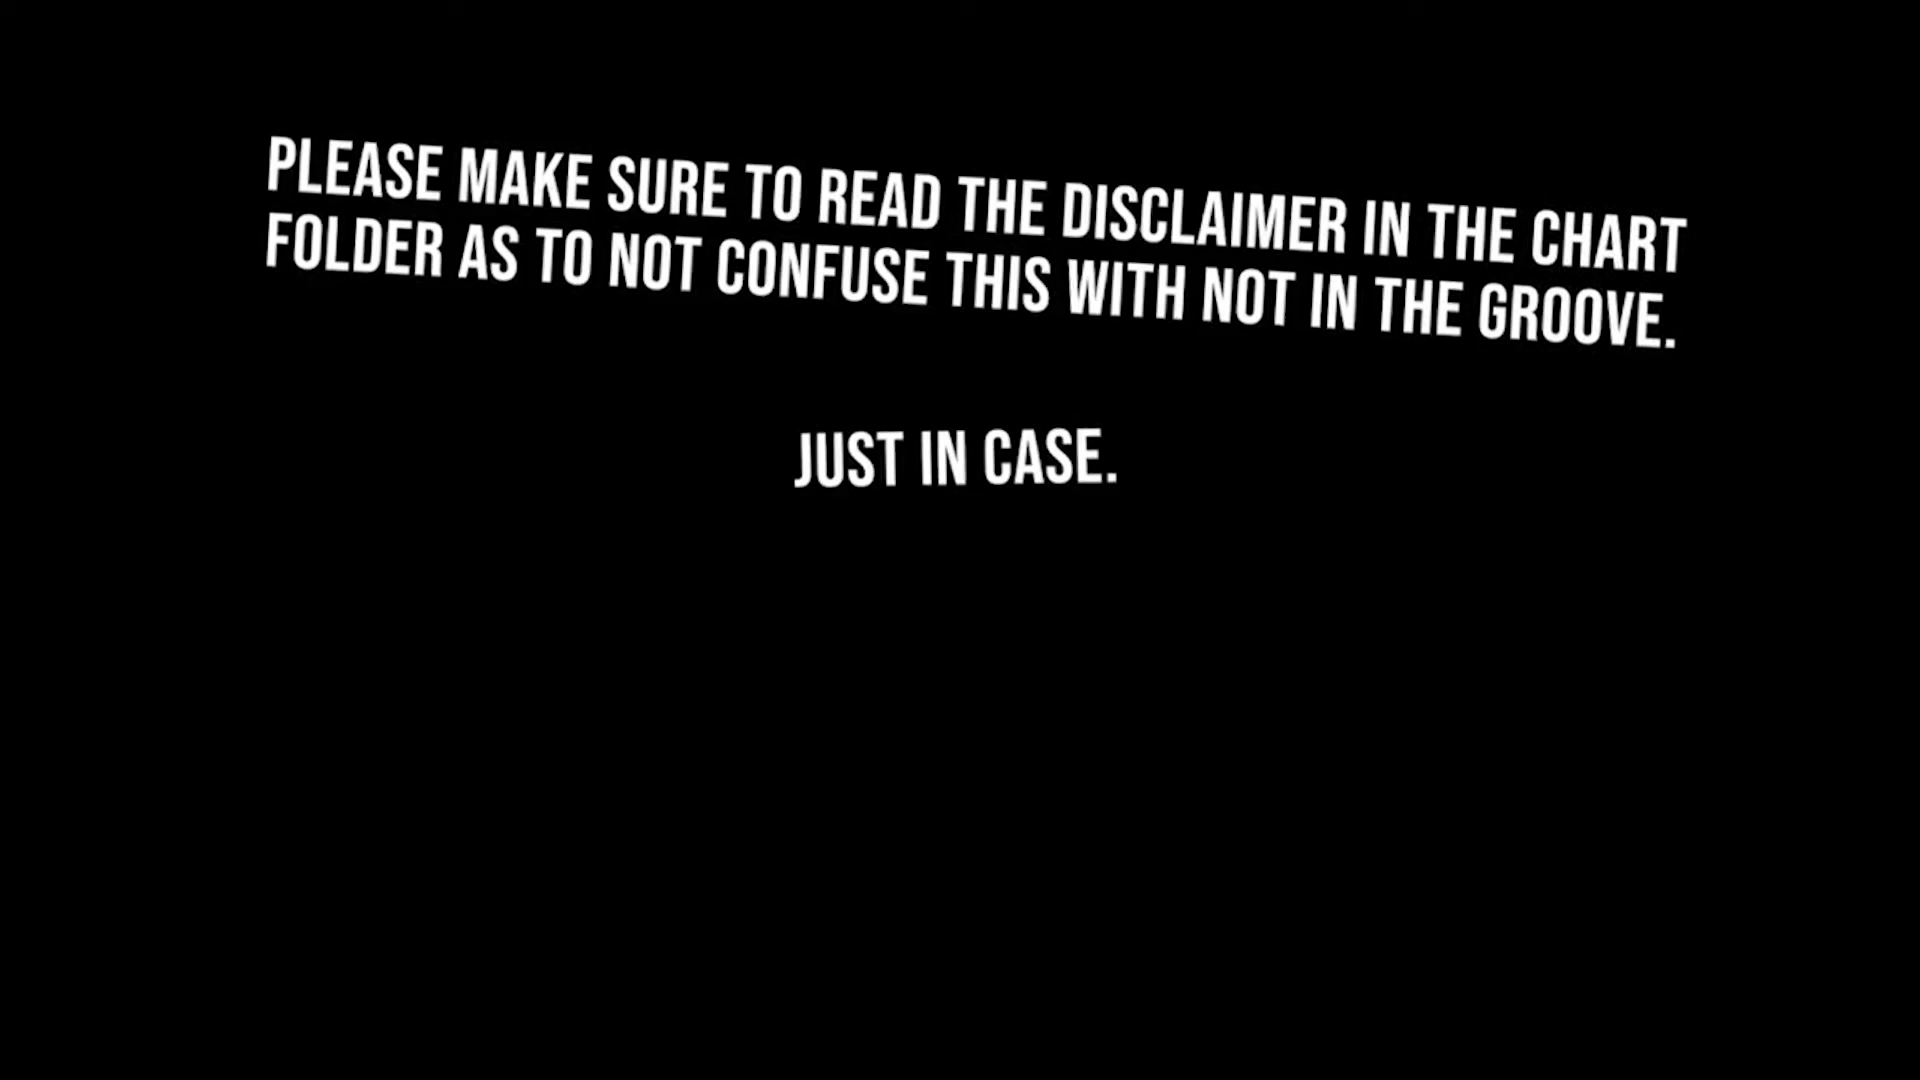 PLEASE MAKE SURE TO READ THE DISCLAIMER IN THE CHART
FOLDER AS TO NOT CONFUSE THIS WITH NOT IN THE GROOVE.
JUST IN CASE.